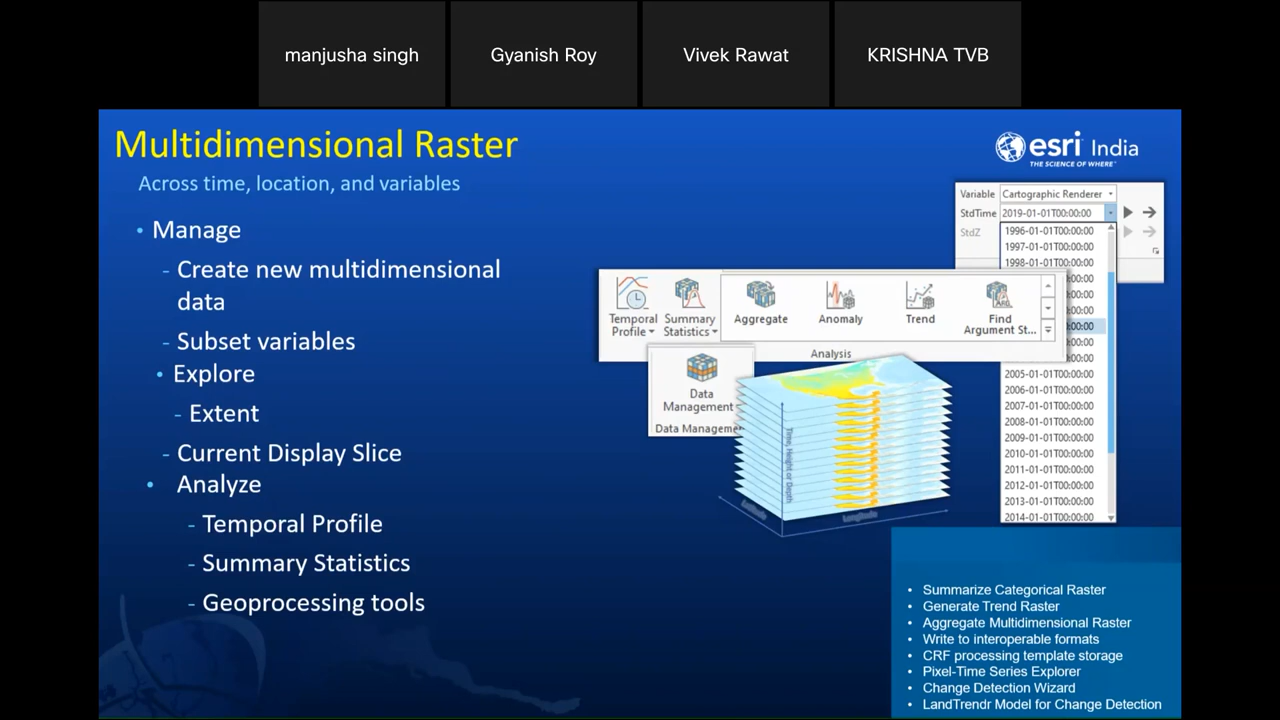 manjusha singh
Gyanish Roy
Vivek Rawat
KRISHNA TVB
Multidimensional Raster
esri India
THE SCIENCE OF WHERE™
Across time, location, and variables
• Manage
- Create new multidimensional
data
- Subset variables
• Explore
- Extent
- Current Display Slice
• Analyze
- Temporal Profile
- Summary Statistics
- Geoprocessing tools
Variable Cartographic Renderer
StdTime 2019-01-01T00:00:00
StdZ
1996-01-01T00:00:00
1997-01-01T00:00:00
1998-01-01T00:00:00
2005-01-01T00:00:00
2006-01-01T00:00:00
2007-01-01T00:00:00
2008-01-01T00:00:00
2009-01-01T00:00:00
2010-01-01T00:00:00
2011-01-01T00:00:00
2012-01-01T00:00:00
2013-01-01T00:00:00
2014-01-01T00:00:00
Temporal
Profile
Summary
Statistics
Aggregate
Anomaly
Trend
Find
Argument St...
Analysis
Data
Management
Data Manageme
Time, Height or Depth
Latitude
Longitude
• Summarize Categorical Raster
• Generate Trend Raster
• Aggregate Multidimensional Raster
• Write to interoperable formats
• CRF processing template storage
• Pixel-Time Series Explorer
• Change Detection Wizard
• LandTrendr Model for Change Detection